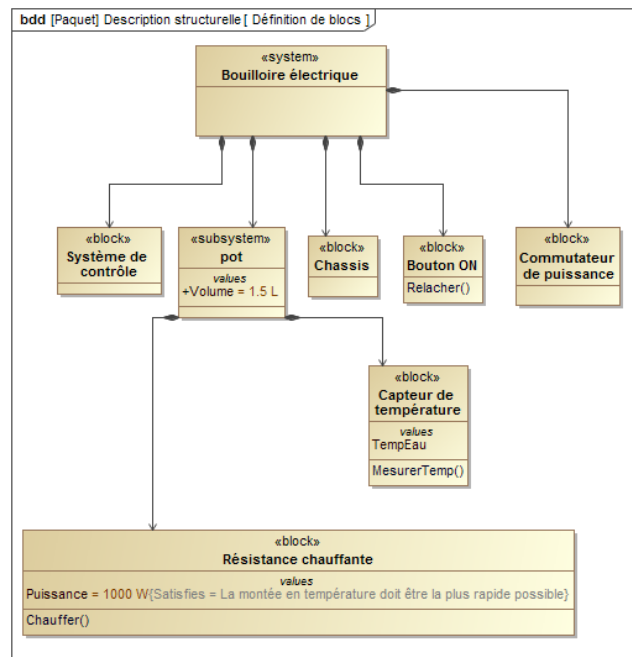 bdd [Paquet] Description structurelle [ Définition de blocs ]
«system»
Bouilloire électrique
«block»
Système de
contrôle
«subsystem»
pot
values
+Volume = 1.5 L
«block»
Chassis
«block»
Bouton ON
Relacher()
«block»
Commutateur
de puissance
«block»
Capteur de
température
values
TempEau
MesurerTemp()
«block»
Résistance chauffante
values
Puissance = 1000 W{Satisfies = La montée en température doit être la plus rapide possible}
Chauffer()